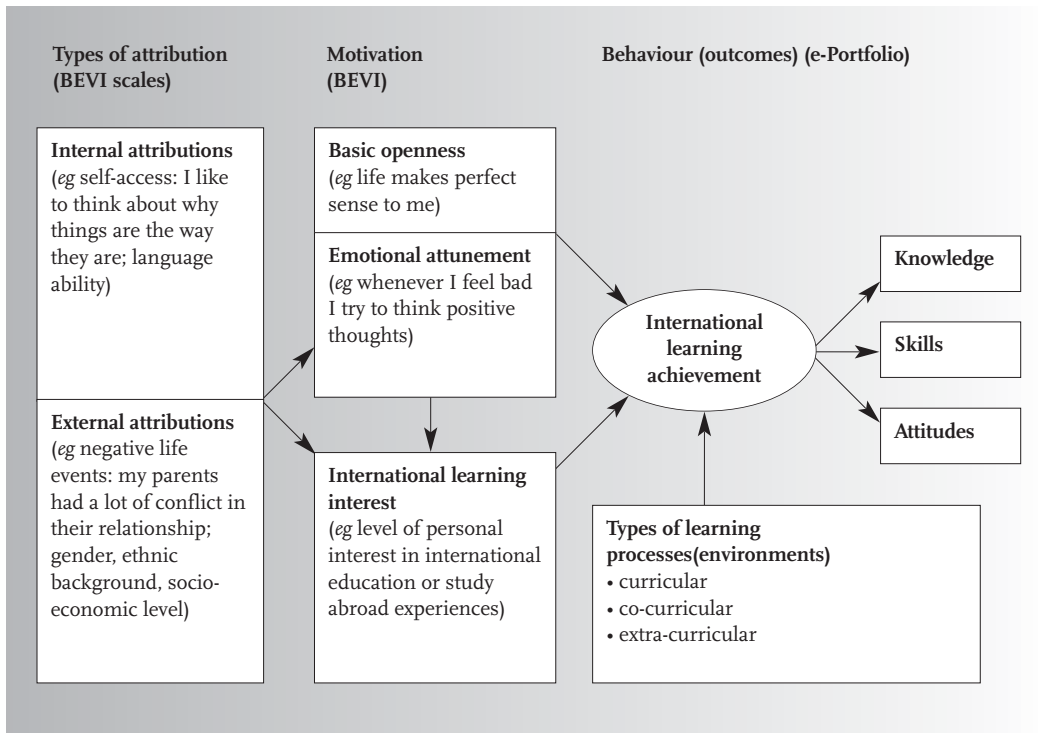 Types of attribution
(BEVI scales)
Motivation
(BEVI)
Behaviour (outcomes) (e-Portfolio)
Internal attributions
(eg self-access: I like
to think about why
things are the way
they are; language
ability)
External attributions
(eg negative life
events: my parents
had a lot of conflict in
their relationship;
gender, ethnic
background, socio-
economic level)
Basic openness
(eg life makes perfect
sense to me)
Emotional attunement
(eg whenever I feel bad
I try to think positive
thoughts)
International learning
interest
(eg level of personal
interest in international
education or study
abroad experiences)
International
learning
achievement
Types of learning
processes(environments)
• curricular
• co-curricular
• extra-curricular
Knowledge
Skills
Attitudes